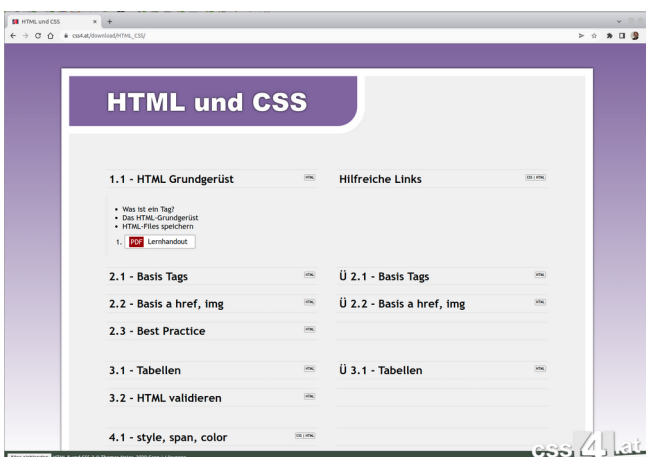 HTML und CSS
css4.at/download/HTML_CSS/
HTML und CSS
1.1 - HTML Grundgerüst HTML
Hilfreiche Links CSS | HTML
Was ist ein Tag?
Das HTML-Grundgerüst
HTML-Files speichern
1. PDF Lernhandout
2.1 - Basis Tags HTML
Ü 2.1 - Basis Tags HTML
2.2 - Basis a href, img HTML
Ü 2.2 - Basis a href, img HTML
2.3 - Best Practice HTML
3.1 - Tabellen HTML
Ü 3.1 - Tabellen HTML
3.2 - HTML validieren HTML
4.1 - style, span, color CSS | HTML
css 4 .at